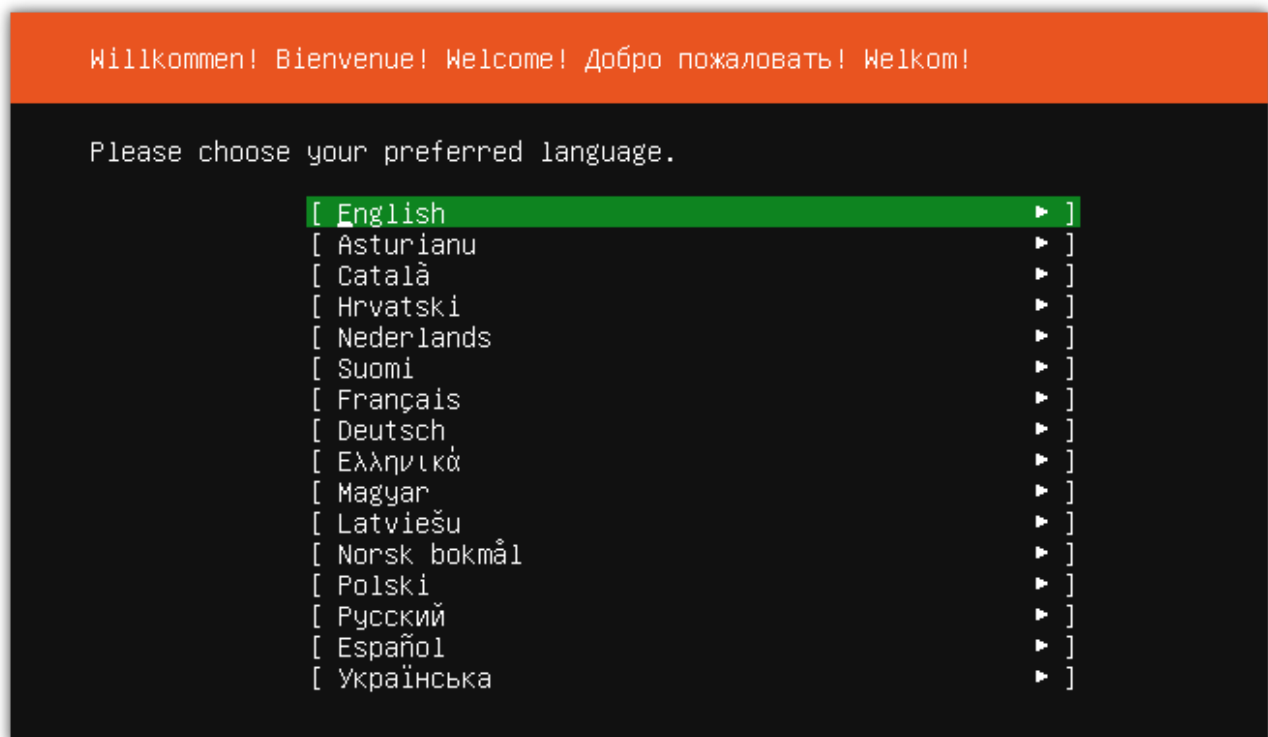 Willkommen! Bienvenue! Welcome! Добро пожаловать! Welkom!
Please choose your preferred language.
[ English ► ]
[ Asturianu ► ]
[ Català ► ]
[ Hrvatski ► ]
[ Nederlands ► ]
[ Suomi ► ]
[ Français ► ]
[ Deutsch ► ]
[ Ελληνικά ► ]
[ Magyar ► ]
[ Latviešu ► ]
[ Norsk bokmål ► ]
[ Polski ► ]
[ Русский ► ]
[ Español ► ]
[ Українська ► ]